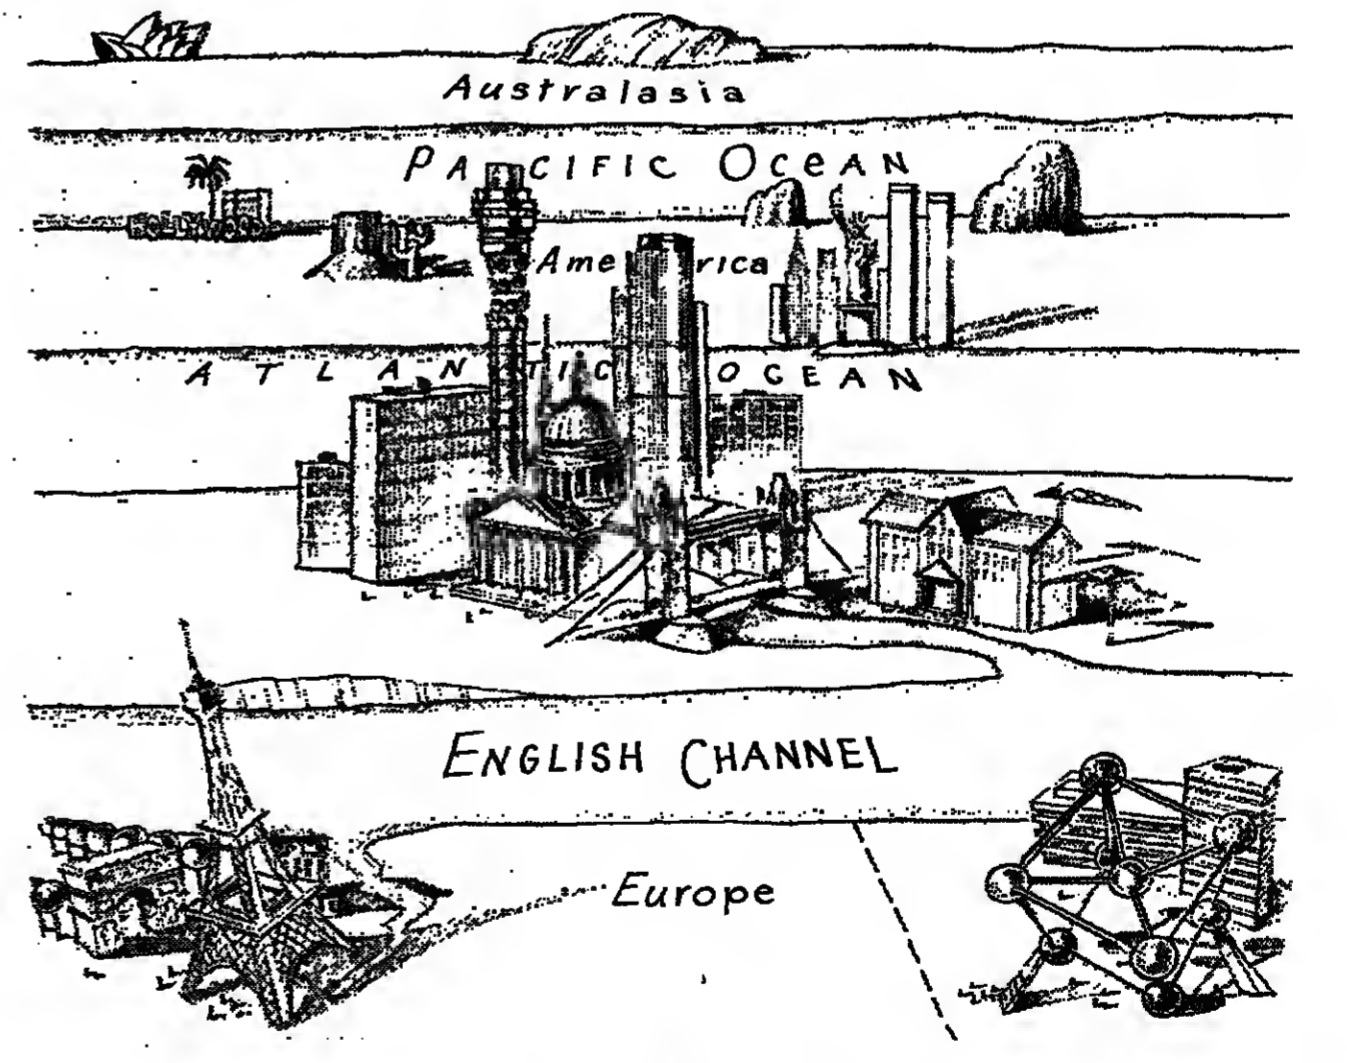 Australasia
PACIFIC OCEAN
America
ATLANTIC OCEAN
ENGLISH CHANNEL
Europe